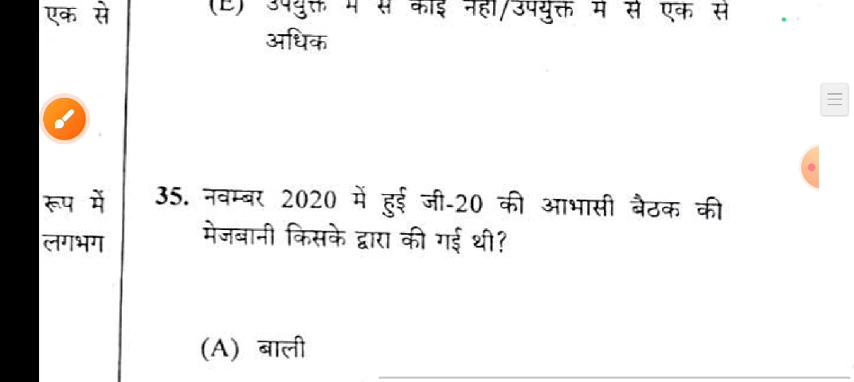 एक से
(E) उपर्युक्त में से कोई नहीं/उपर्युक्त में से एक से
अधिक
रूप में
लगभग
35. नवम्बर 2020 में हुई जी-20 की आभासी बैठक की
मेजबानी किसके द्वारा की गई थी?
(A) बाली